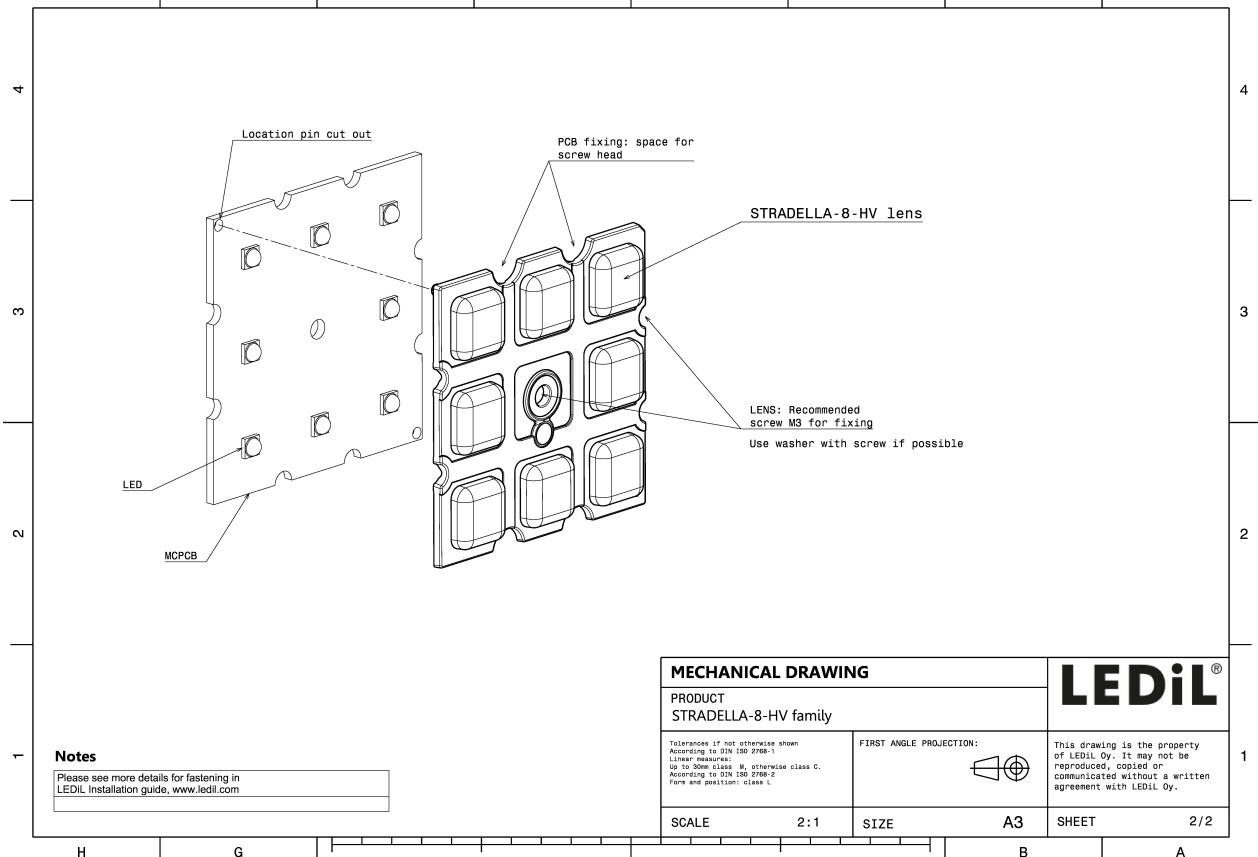 4
4
Location pin cut out
PCB fixing: space for
screw head
STRADELLA-8-HV lens
3
3
LENS: Recommended
screw M3 for fixing
Use washer with screw if possible
LED
MCPCB
2
2
MECHANICAL DRAWING
PRODUCT
STRADELLA-8-HV family
LEDiL®
Tolerances if not otherwise shown
According to DIN ISO 2768-1
Linear measures:
Up to 30mm class M, otherwise class C.
According to DIN ISO 2768-2
Form and position: class L
FIRST ANGLE PROJECTION:
This drawing is the property
of LEDiL Oy. It may not be
reproduced, copied or
communicated without a written
agreement with LEDiL Oy.
1
1
Notes
Please see more details for fastening in
LEDiL Installation guide, www.ledil.com
SCALE 2:1
SIZE A3
SHEET 2/2
H G B A